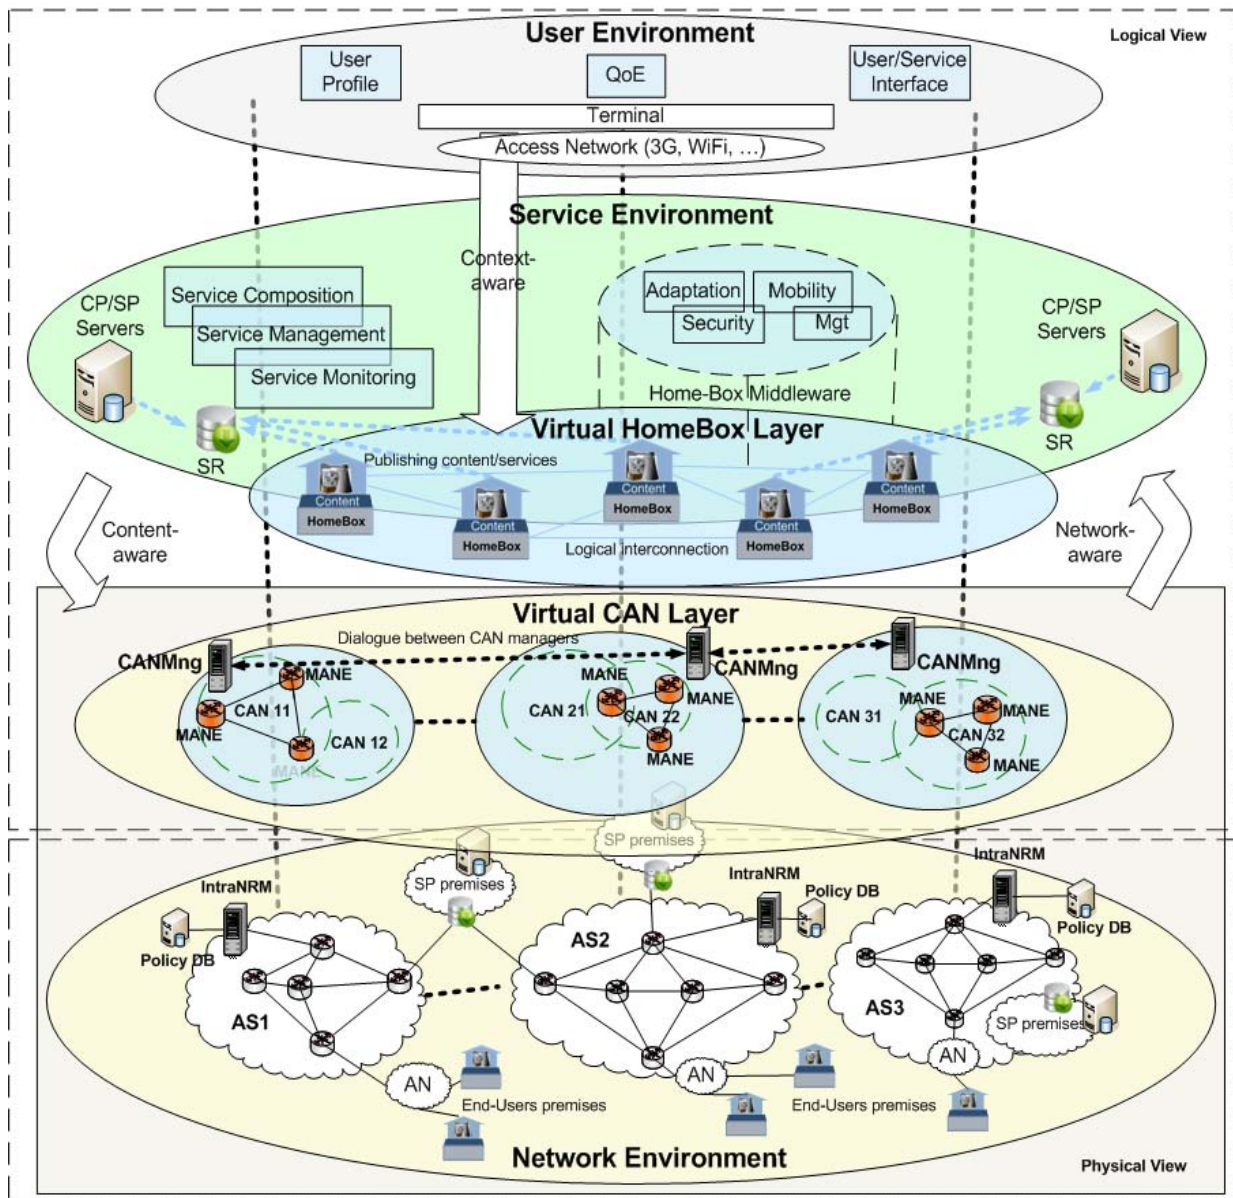 User Environment
Logical View
User
Profile
QoE
User/Service
Interface
Terminal
Access Network (3G, WiFi, ...)
Service Environment
Context-
aware
Service Composition
Service Management
Service Monitoring
Adaptation
Mobility
Security
Mgt
CP/SP
Servers
CP/SP
Servers
Home-Box Middleware
SR
SR
Virtual HomeBox Layer
Publishing content/services
Content
HomeBox
Content
HomeBox
Content
HomeBox
Content
HomeBox
Content
HomeBox
Logical Interconnection
Content-
aware
Network-
aware
Virtual CAN Layer
Dialogue between CAN managers
CANMng
CANMng
CANMng
MANE
MANE
MANE
CAN 11
CAN 12
MANE
MANE
MANE
CAN 21
CAN 22
MANE
MANE
MANE
CAN 31
CAN 32
SP premises
SP premises
SP premises
IntraNRM
IntraNRM
IntraNRM
Policy DB
Policy DB
Policy DB
AS1
AS2
AS3
AN
AN
AN
End-Users premises
End-Users premises
Network Environment
Physical View